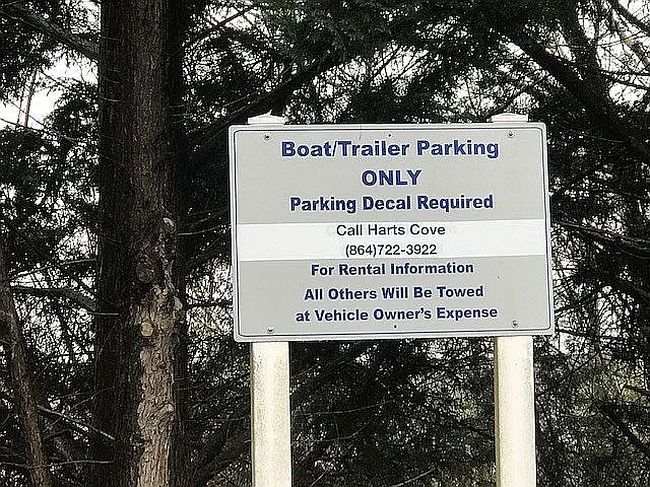 Boat/Trailer Parking
ONLY
Parking Decal Required
Call Harts Cove
(864)722-3922
For Rental Information
All Others Will Be Towed
at Vehicle Owner's Expense